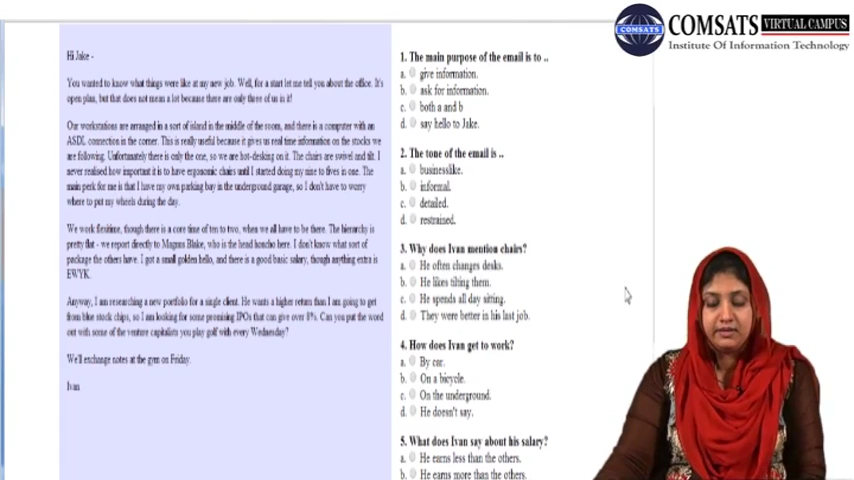 COMSATS VIRTUAL CAMPUS
Institute Of Information Technology
COMSATS
Hi Jake -
You wanted to know what things were like at my new job. Well, for a start let me tell you about the office. It's
open plan, but that does not mean a lot because there are only three of us in it!
Our workstations are arranged in a sort of island in the middle of the room, and there is a computer with an
ASDL connection in the corner. This is really useful because it gives us real time information on the stocks we
are following. Unfortunately there is only the one, so we are hot-desking on it. The chairs are swivel and tilt. I
never realised how important it is to have ergonomic chairs until I started doing my nine to fives in one. The
main perk for me is that I have my own parking bay in the underground garage, so I don't have to worry
where to put my wheels during the day.
We work flexitime, though there is a core time of ten to two, when we all have to be there. The hierarchy is
pretty flat - we report directly to Magnus Blake, who is the head honcho here. I don't know what sort of
package the others have. I got a small golden hello, and there is a good basic salary, though anything extra is
EWYK.
Anyway, I am researching a new portfolio for a single client. He wants a higher return than I am going to get
from blue stock chips, so I am looking for some promising IPOs that can give over 8%. Can you put the word
out with some of the venture capitalists you play golf with every Wednesday?
We'll exchange notes at the gym on Friday.
Ivan
1. The main purpose of the email is to ..
a. give information.
b. ask for information.
c. both a and b
d. say hello to Jake.
2. The tone of the email is ..
a. businesslike.
b. informal.
c. detailed.
d. restrained.
3. Why does Ivan mention chairs?
a. He often changes desks.
b. He likes tilting them.
c. He spends all day sitting.
d. They were better in his last job.
4. How does Ivan get to work?
a. By car.
b. On a bicycle.
c. On the underground.
d. He doesn't say.
5. What does Ivan say about his salary?
a. He earns less than the others.
b. He earns more than the others.